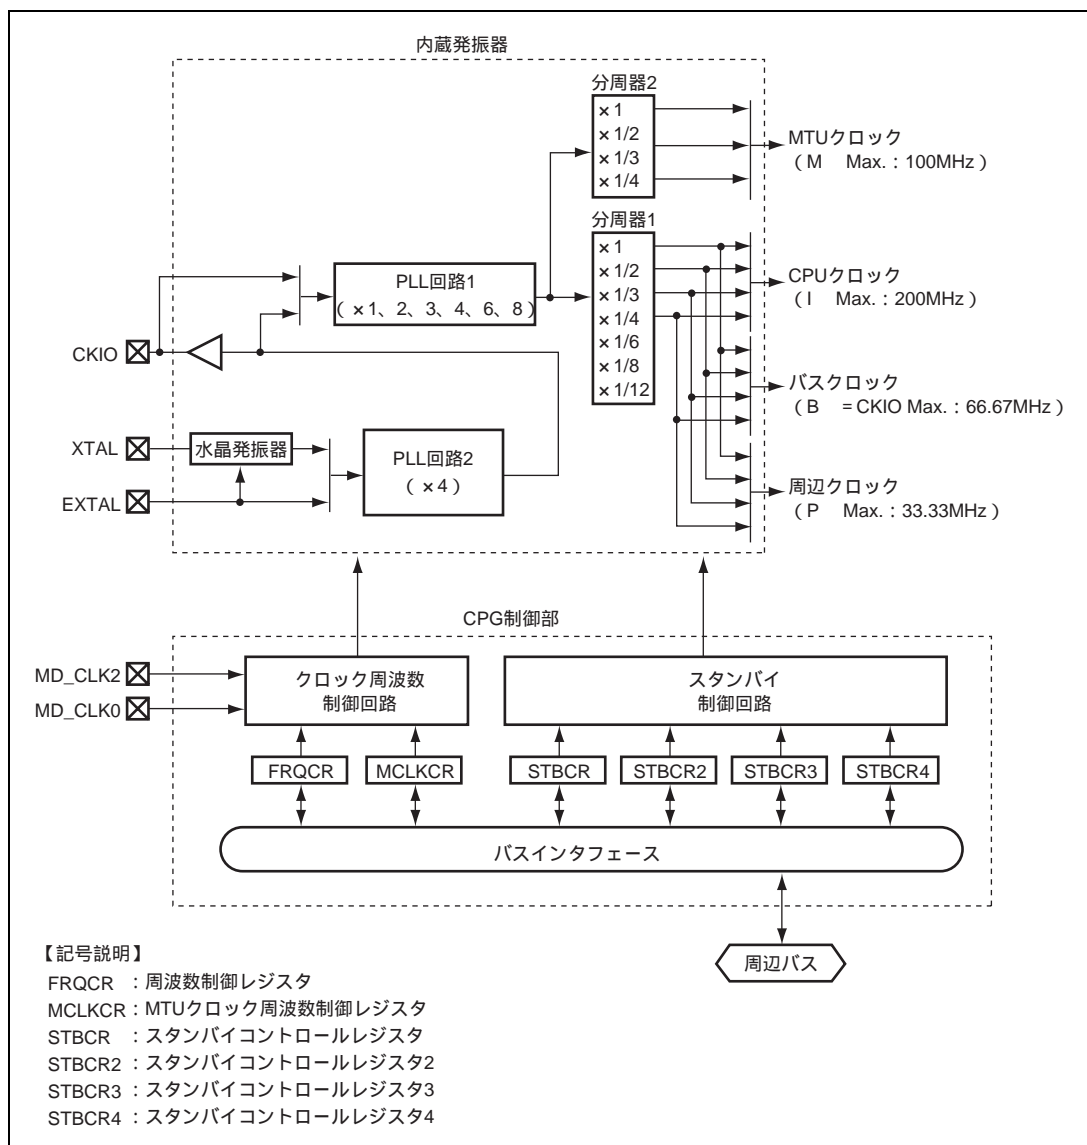 内蔵発振器
分周器2
×1
×1/2
×1/3
×1/4
MTUクロック
(M Max.:100MHz)
分周器1
×1
×1/2
×1/3
×1/4
×1/6
×1/8
×1/12
PLL回路1
(×1、2、3、4、6、8)
CPUクロック
(I Max.:200MHz)
CKIO
バスクロック
(B =CKIO Max.:66.67MHz)
XTAL
水晶発振器
PLL回路2
(×4)
EXTAL
周辺クロック
(P Max.:33.33MHz)
CPG制御部
MD_CLK2
MD_CLK0
クロック周波数
制御回路
スタンバイ
制御回路
FRQCR
MCLKCR
STBCR
STBCR2
STBCR3
STBCR4
バスインタフェース
周辺バス
【記号説明】
FRQCR :周波数制御レジスタ
MCLKCR:MTUクロック周波数制御レジスタ
STBCR :スタンバイコントロールレジスタ
STBCR2 :スタンバイコントロールレジスタ2
STBCR3 :スタンバイコントロールレジスタ3
STBCR4 :スタンバイコントロールレジスタ4